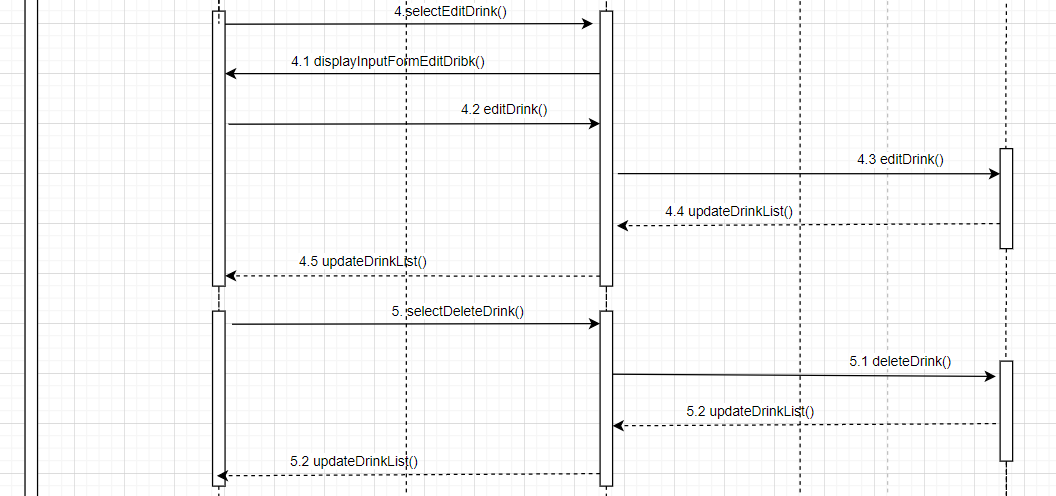 4.selectEditDrink()
4.1 displayInputFormEditDribk()
4.2 editDrink()
4.3 editDrink()
4.4 updateDrinkList()
4.5 updateDrinkList()
5. selectDeleteDrink()
5.1 deleteDrink()
5.2 updateDrinkList()
5.2 updateDrinkList()